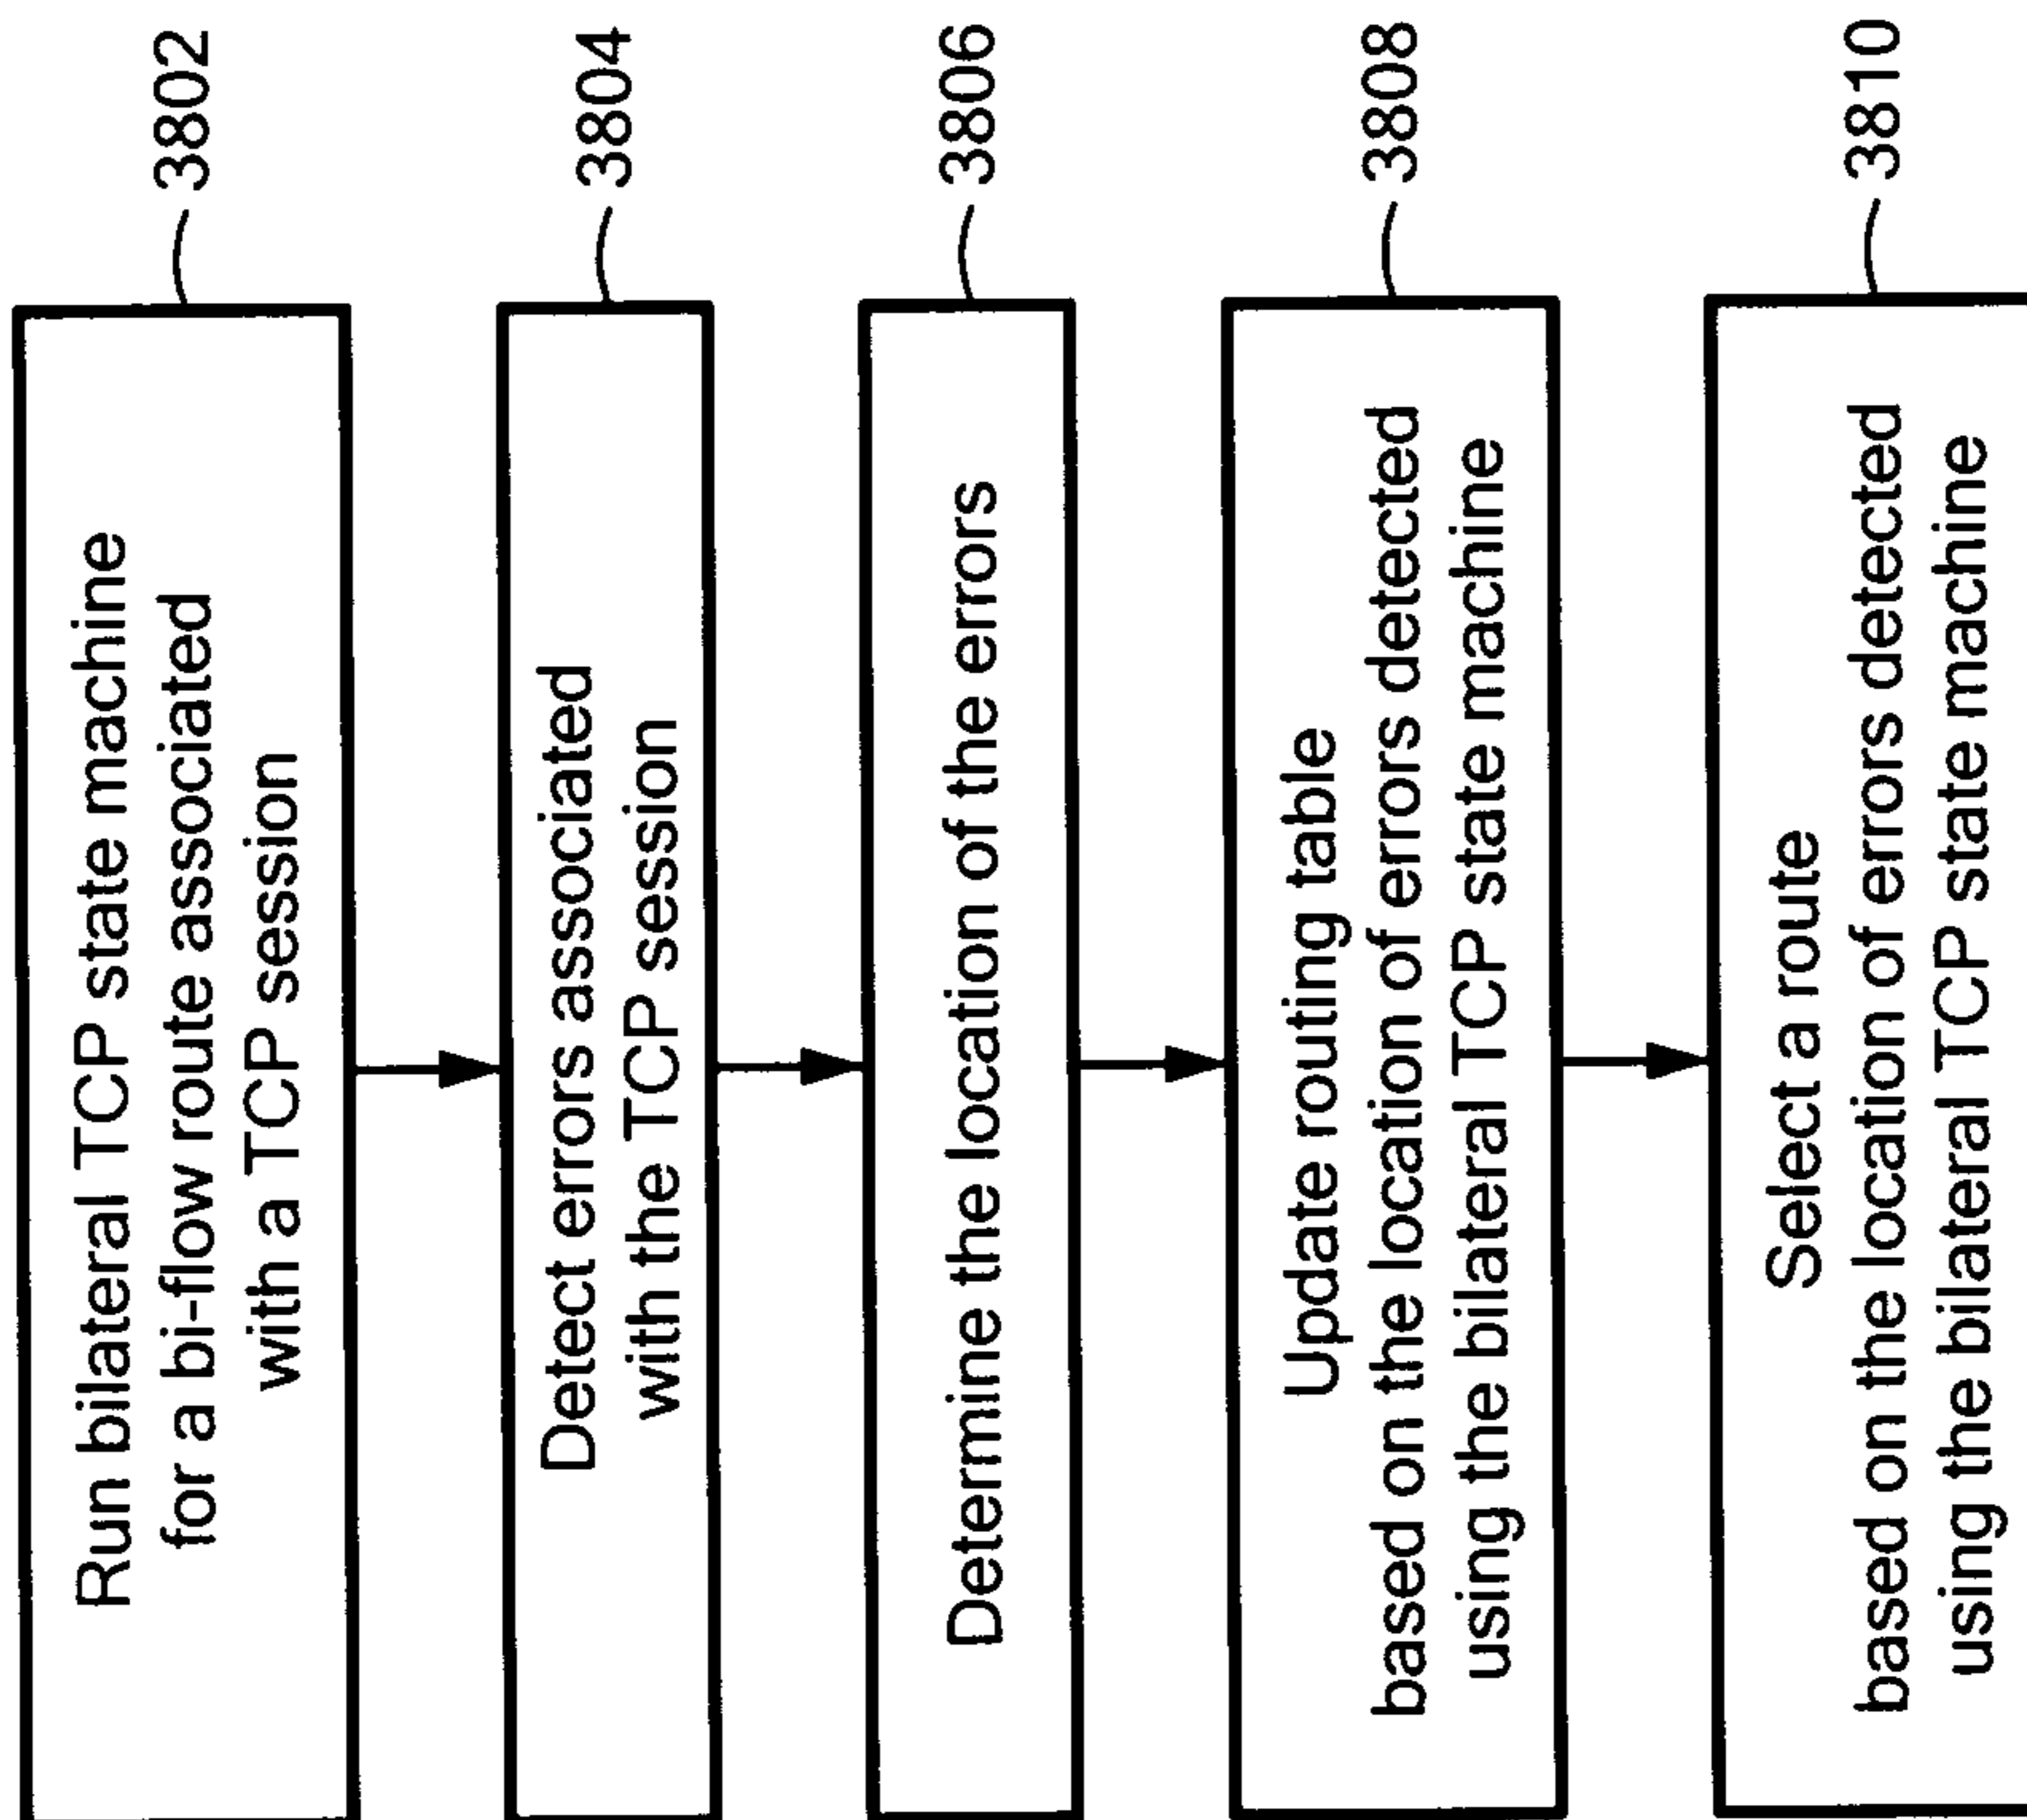 Run bilateral TCP state machine
for a bi-flow route associated
with a TCP session
3802
Detect errors associated
with the TCP session
3804
Determine the location of the errors
3806
Update routing table
based on the location of errors detected
using the bilateral TCP state machine
3808
Select a route
based on the location of errors detected
using the bilateral TCP state machine
3810